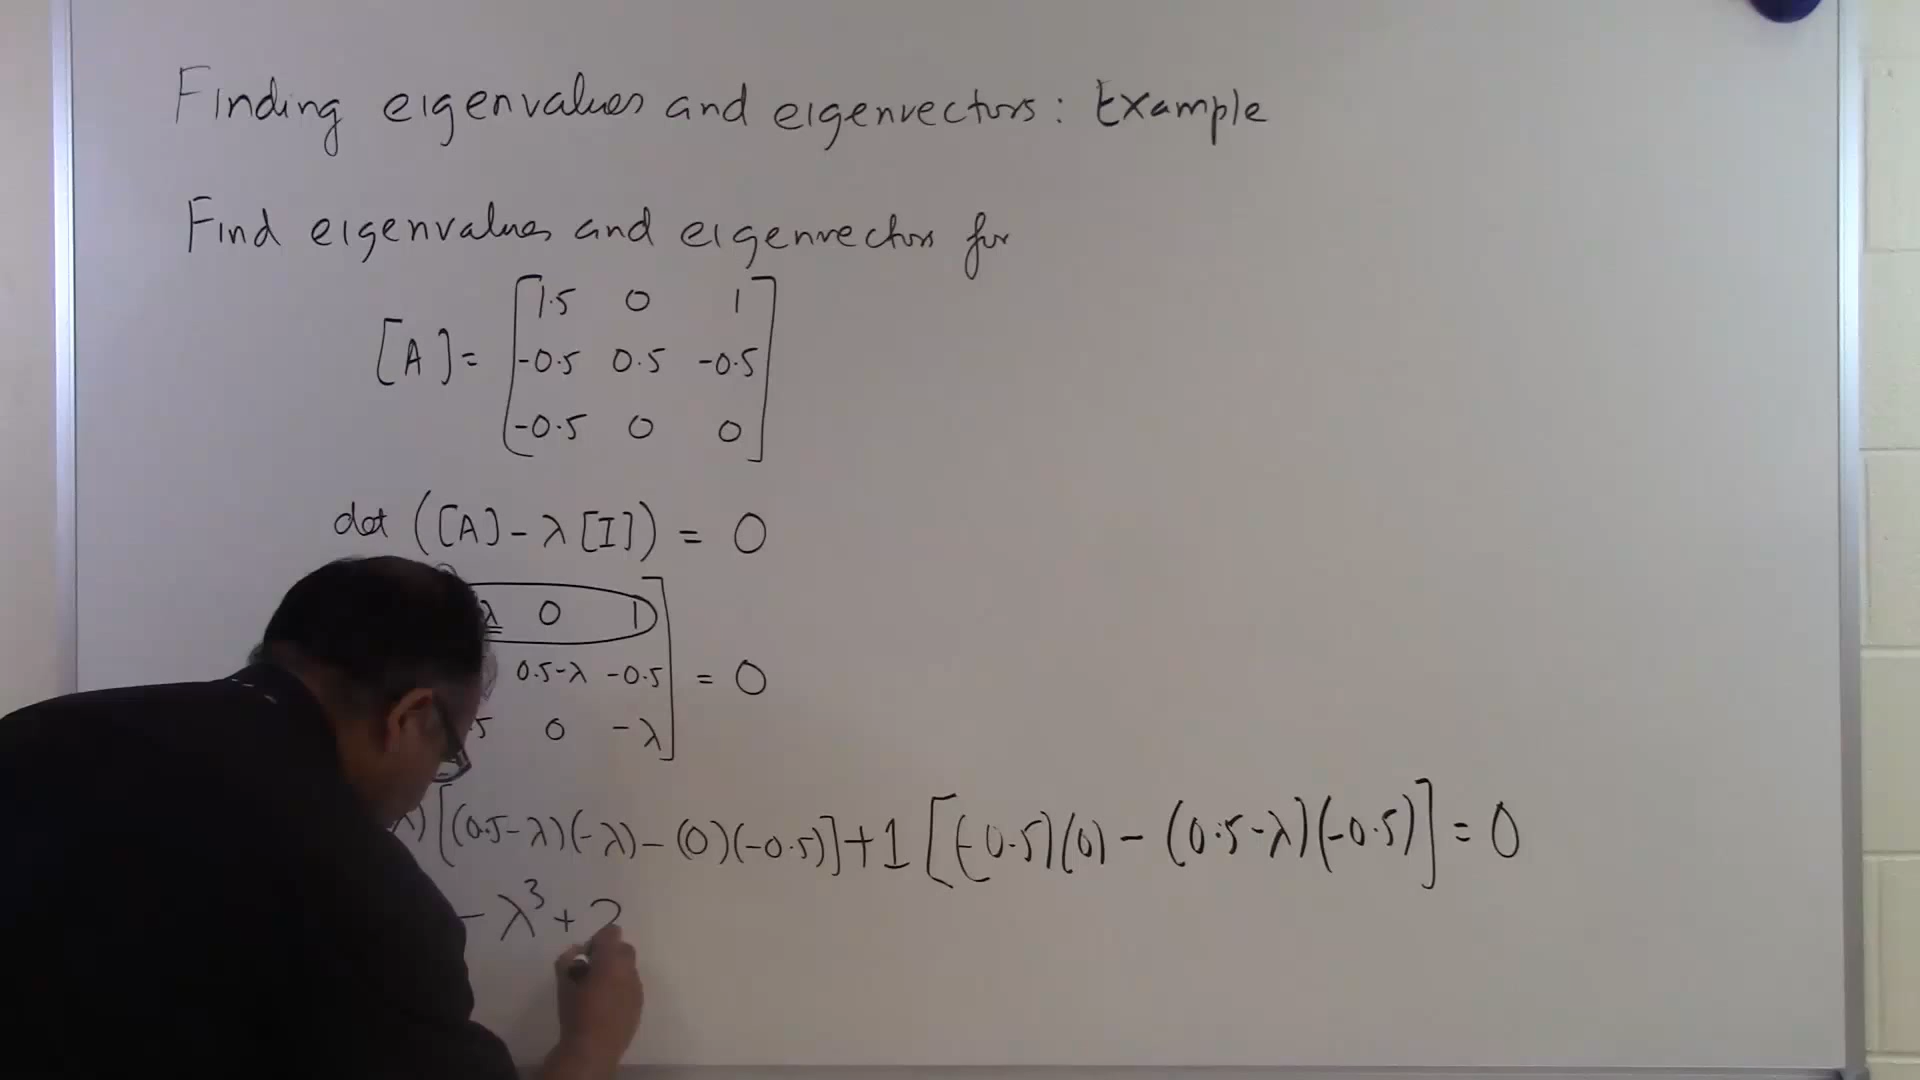 Finding eigenvalues and eigenvectors: Example
Find eigenvalues and eigenvectors for
[A] = [1.5 0 1
-0.5 0.5 -0.5
-0.5 0 0]
det ([A] - λ [I]) = 0
λ 0 1
0.5-λ -0.5 ] = 0
.5 0 -λ
λ) [(0.5-λ)(-λ) - (0)(-0.5)] + 1 [(-0.5)(0) - (0.5-λ)(-0.5)] = 0
- λ³ + 2